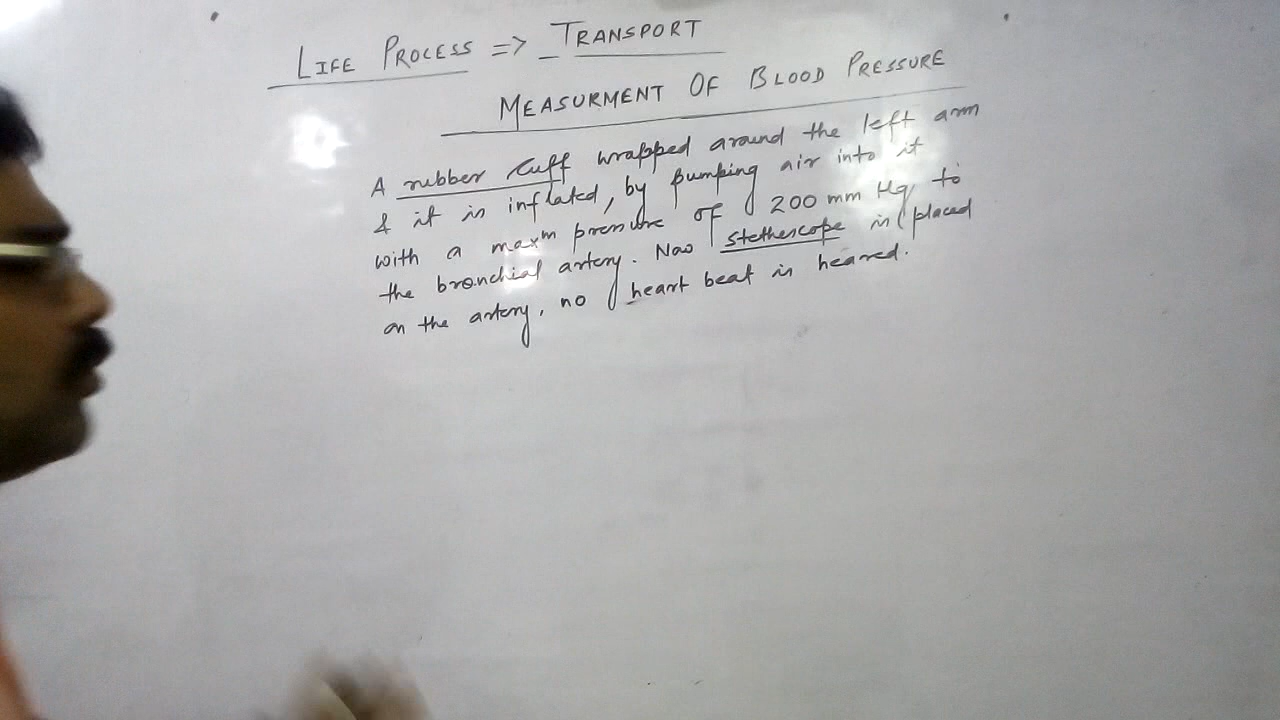 LIFE PROCESS => TRANSPORT
MEASURMENT OF BLOOD PRESSURE
A rubber cuff wrapped around the left arm
& it is inflated, by pumping air into it
with a maxm pressure of 200 mm Hg to
the bronchial artery. Now stethescope is placed
on the artery, no heart beat is heared.